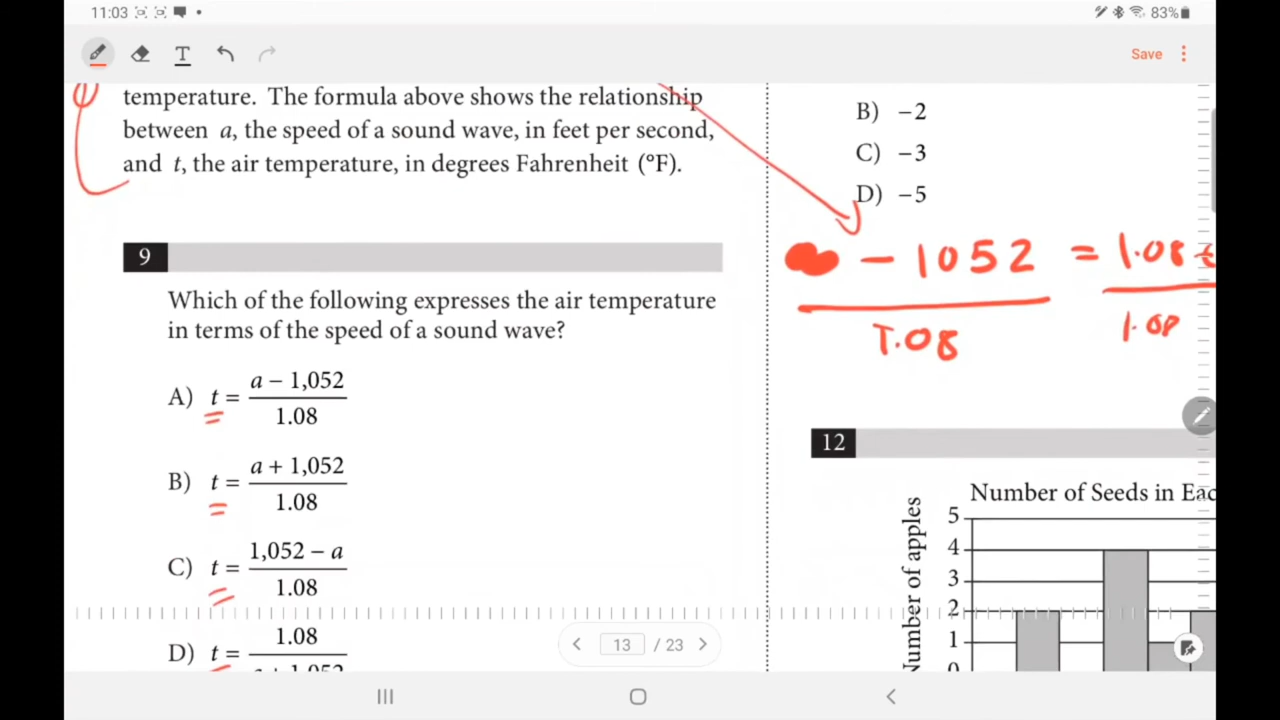 11:03
83%
T
Save
temperature. The formula above shows the relationship
between a, the speed of a sound wave, in feet per second,
and t, the air temperature, in degrees Fahrenheit (°F).
9
Which of the following expresses the air temperature
in terms of the speed of a sound wave?
A) t = a − 1,052
1.08
B) t = a + 1,052
1.08
C) t = 1,052 − a
1.08
D) t = 1.08
a + 1,052
13 / 23
B) −2
C) −3
D) −5
− 1052 = 1.08 t
1.08 1.08
12
Number of Seeds in Eac
Number of apples
5
4
3
2
1
0